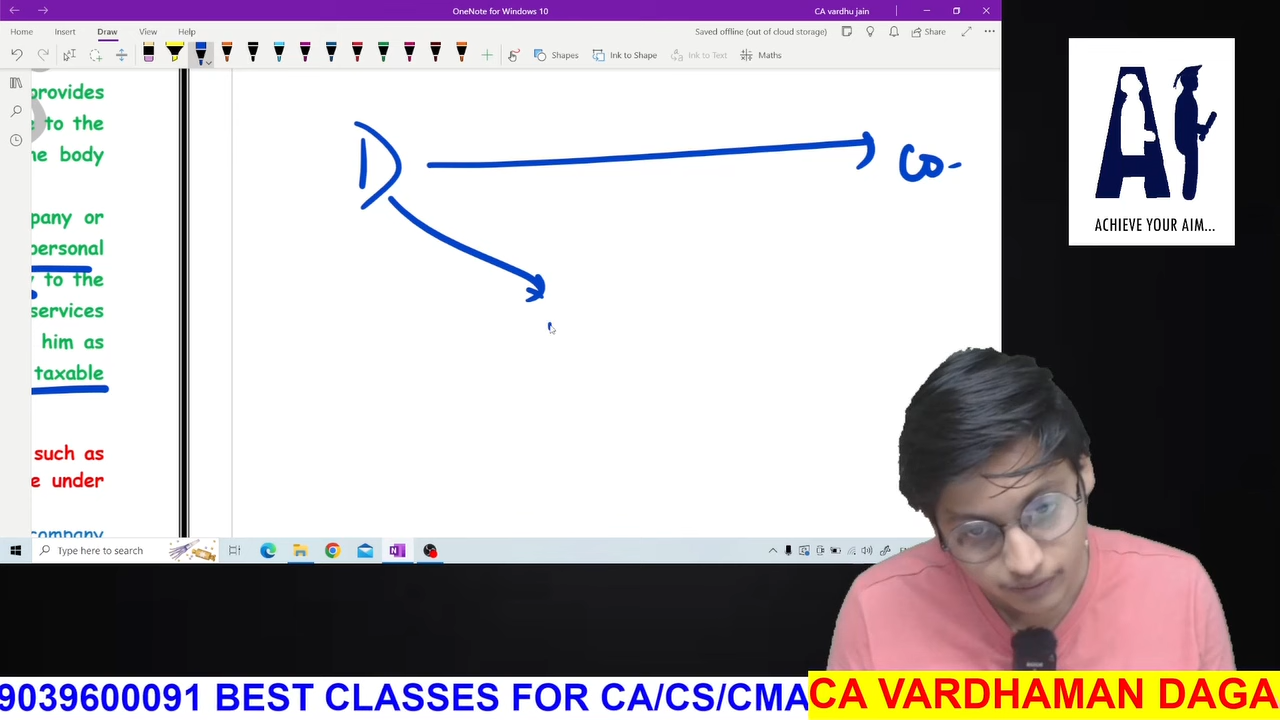 OneNote for Windows 10
CA vardhu jain
Home Insert Draw View Help
Saved offline (out of cloud storage)
Share
Shapes
Ink to Shape
Ink to Text
Maths
provides
to the
body
pany or
personal
to the
services
him as
taxable
such as
e under
company
D
Co-
ACHIEVE YOUR AIM...
Type here to search
9039600091 BEST CLASSES FOR CA/CS/CMA
CA VARDHAMAN DAGA